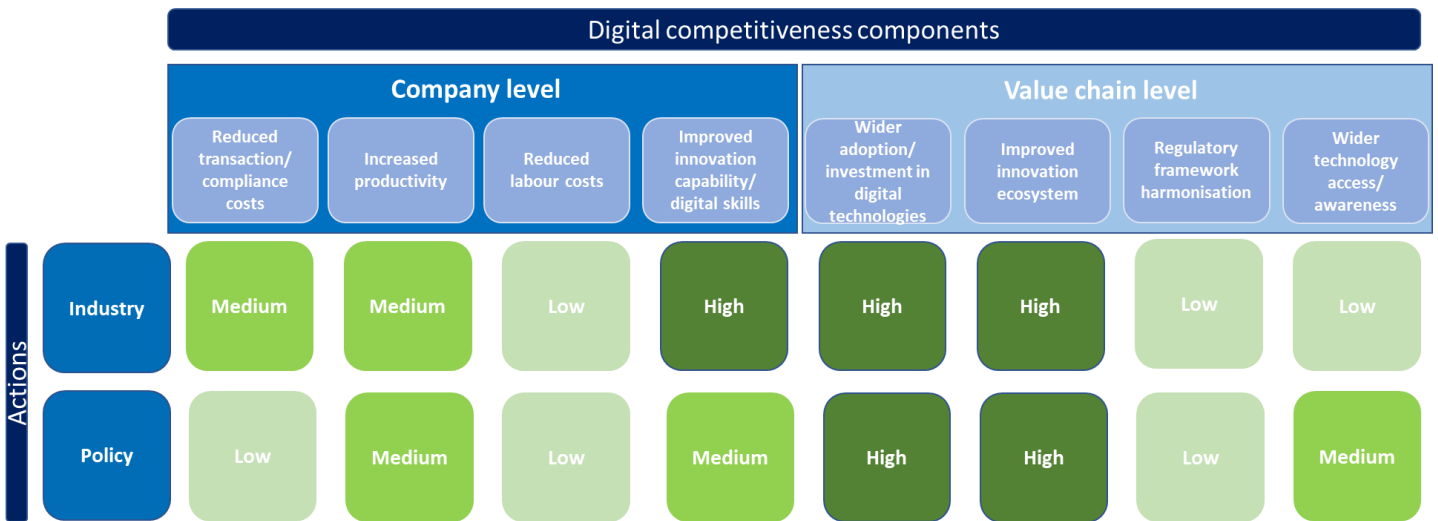 Digital competitiveness components
Company level
Value chain level
Reduced
transaction/
compliance
costs
Increased
productivity
Reduced
labour costs
Improved
innovation
capability/
digital skills
Wider
adoption/
investment in
digital
technologies
Improved
innovation
ecosystem
Regulatory
framework
harmonisation
Wider
technology
access/
awareness
Actions
Industry
Medium
Medium
Low
High
High
High
Low
Low
Policy
Low
Medium
Low
Medium
High
High
Low
Medium